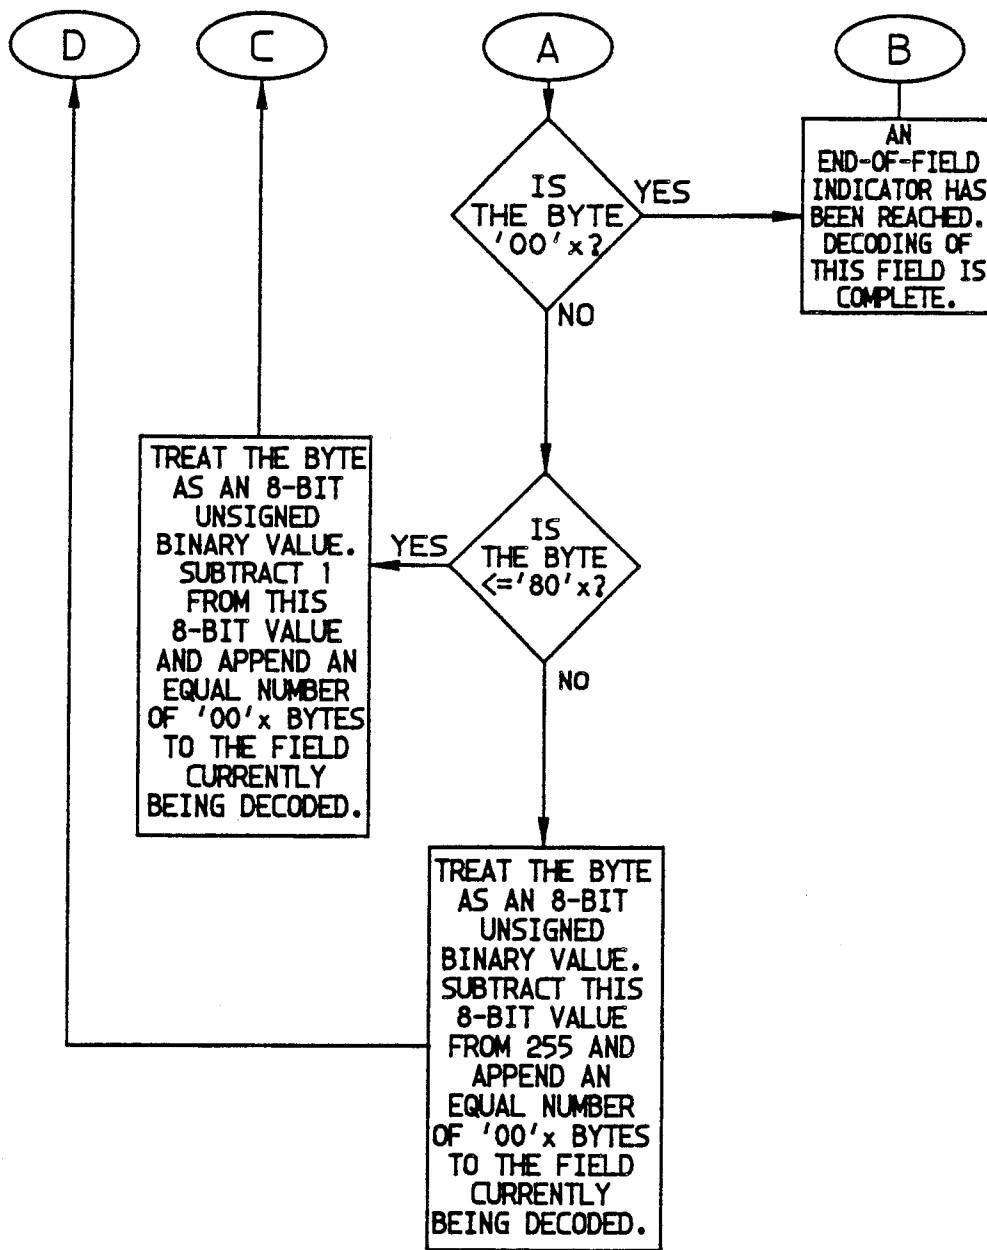 D
C
A
B
IS
THE BYTE
'00'x?
YES
NO
AN
END-OF-FIELD
INDICATOR HAS
BEEN REACHED.
DECODING OF
THIS FIELD IS
COMPLETE.
IS
THE BYTE
<='80'x?
YES
NO
TREAT THE BYTE
AS AN 8-BIT
UNSIGNED
BINARY VALUE.
SUBTRACT 1
FROM THIS
8-BIT VALUE
AND APPEND AN
EQUAL NUMBER
OF '00'x BYTES
TO THE FIELD
CURRENTLY
BEING DECODED.
TREAT THE BYTE
AS AN 8-BIT
UNSIGNED
BINARY VALUE.
SUBTRACT THIS
8-BIT VALUE
FROM 255 AND
APPEND AN
EQUAL NUMBER
OF '00'x BYTES
TO THE FIELD
CURRENTLY
BEING DECODED.